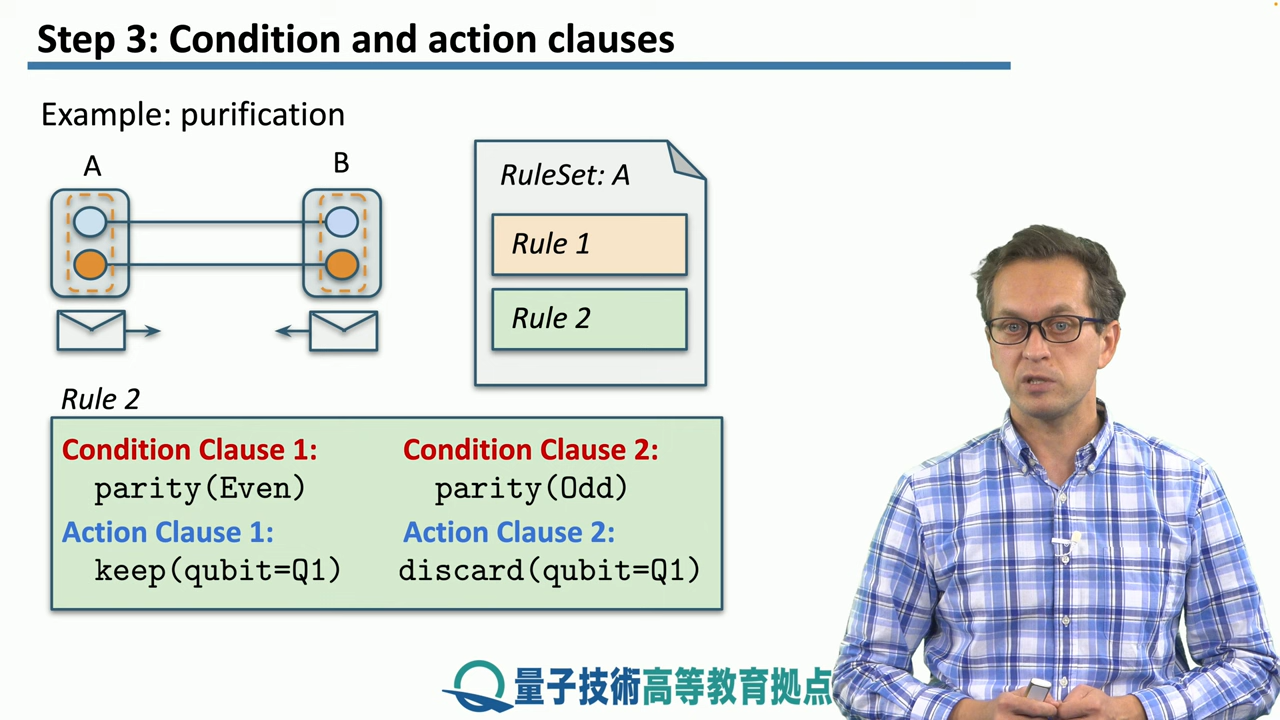 Step 3: Condition and action clauses
Example: purification
A
B
RuleSet: A
Rule 1
Rule 2
Rule 2
Condition Clause 1:
parity(Even)
Action Clause 1:
keep(qubit=Q1)
Condition Clause 2:
parity(Odd)
Action Clause 2:
discard(qubit=Q1)
量子技術高等教育拠点